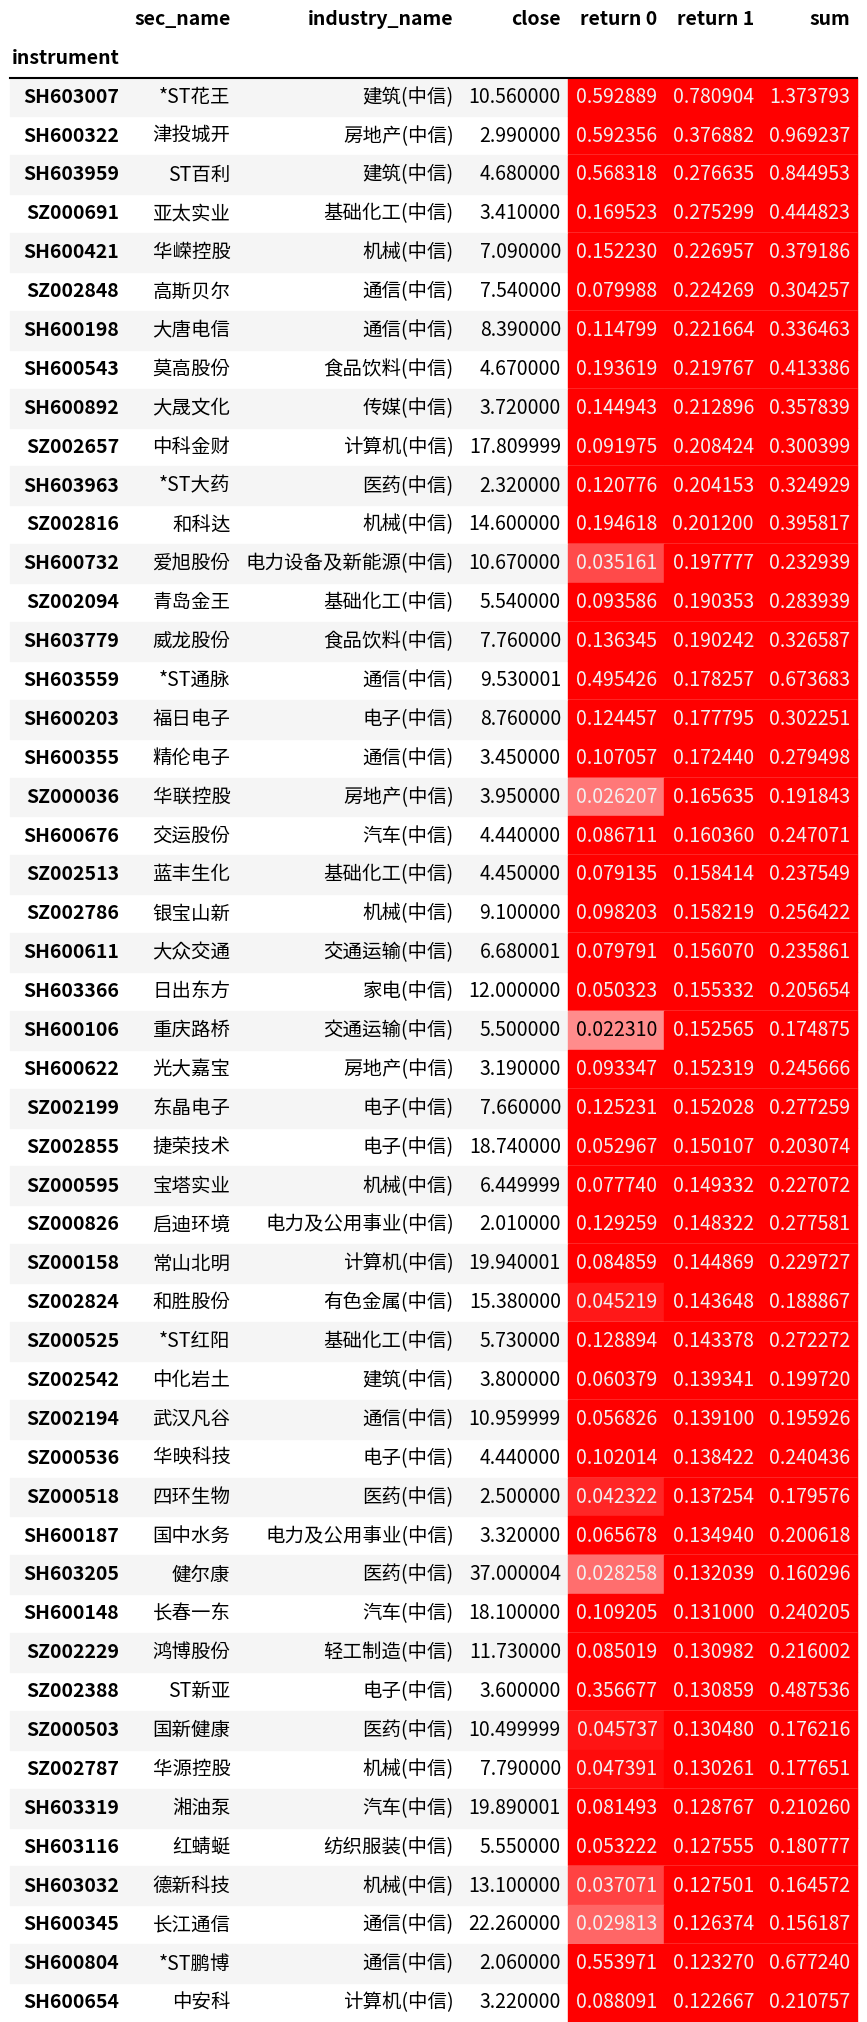 sec_name industry_name close return 0 return 1 sum
instrument
SH603007 *ST花王 建筑(中信) 10.560000 0.592889 0.780904 1.373793
SH600322 津投城开 房地产(中信) 2.990000 0.592356 0.376882 0.969237
SH603959 ST百利 建筑(中信) 4.680000 0.568318 0.276635 0.844953
SZ000691 亚太实业 基础化工(中信) 3.410000 0.169523 0.275299 0.444823
SH600421 华嵘控股 机械(中信) 7.090000 0.152230 0.226957 0.379186
SZ002848 高斯贝尔 通信(中信) 7.540000 0.079988 0.224269 0.304257
SH600198 大唐电信 通信(中信) 8.390000 0.114799 0.221664 0.336463
SH600543 莫高股份 食品饮料(中信) 4.670000 0.193619 0.219767 0.413386
SH600892 大晟文化 传媒(中信) 3.720000 0.144943 0.212896 0.357839
SZ002657 中科金财 计算机(中信) 17.809999 0.091975 0.208424 0.300399
SH603963 *ST大药 医药(中信) 2.320000 0.120776 0.204153 0.324929
SZ002816 和科达 机械(中信) 14.600000 0.194618 0.201200 0.395817
SH600732 爱旭股份 电力设备及新能源(中信) 10.670000 0.035161 0.197777 0.232939
SZ002094 青岛金王 基础化工(中信) 5.540000 0.093586 0.190353 0.283939
SH603779 威龙股份 食品饮料(中信) 7.760000 0.136345 0.190242 0.326587
SH603559 *ST通脉 通信(中信) 9.530001 0.495426 0.178257 0.673683
SH600203 福日电子 电子(中信) 8.760000 0.124457 0.177795 0.302251
SH600355 精伦电子 通信(中信) 3.450000 0.107057 0.172440 0.279498
SZ000036 华联控股 房地产(中信) 3.950000 0.026207 0.165635 0.191843
SH600676 交运股份 汽车(中信) 4.440000 0.086711 0.160360 0.247071
SZ002513 蓝丰生化 基础化工(中信) 4.450000 0.079135 0.158414 0.237549
SZ002786 银宝山新 机械(中信) 9.100000 0.098203 0.158219 0.256422
SH600611 大众交通 交通运输(中信) 6.680001 0.079791 0.156070 0.235861
SH603366 日出东方 家电(中信) 12.000000 0.050323 0.155332 0.205654
SH600106 重庆路桥 交通运输(中信) 5.500000 0.022310 0.152565 0.174875
SH600622 光大嘉宝 房地产(中信) 3.190000 0.093347 0.152319 0.245666
SZ002199 东晶电子 电子(中信) 7.660000 0.125231 0.152028 0.277259
SZ002855 捷荣技术 电子(中信) 18.740000 0.052967 0.150107 0.203074
SZ000595 宝塔实业 机械(中信) 6.449999 0.077740 0.149332 0.227072
SZ000826 启迪环境 电力及公用事业(中信) 2.010000 0.129259 0.148322 0.277581
SZ000158 常山北明 计算机(中信) 19.940001 0.084859 0.144869 0.229727
SZ002824 和胜股份 有色金属(中信) 15.380000 0.045219 0.143648 0.188867
SZ000525 *ST红阳 基础化工(中信) 5.730000 0.128894 0.143378 0.272272
SZ002542 中化岩土 建筑(中信) 3.800000 0.060379 0.139341 0.199720
SZ002194 武汉凡谷 通信(中信) 10.959999 0.056826 0.139100 0.195926
SZ000536 华映科技 电子(中信) 4.440000 0.102014 0.138422 0.240436
SZ000518 四环生物 医药(中信) 2.500000 0.042322 0.137254 0.179576
SH600187 国中水务 电力及公用事业(中信) 3.320000 0.065678 0.134940 0.200618
SH603205 健尔康 医药(中信) 37.000004 0.028258 0.132039 0.160296
SH600148 长春一东 汽车(中信) 18.100000 0.109205 0.131000 0.240205
SZ002229 鸿博股份 轻工制造(中信) 11.730000 0.085019 0.130982 0.216002
SZ002388 ST新亚 电子(中信) 3.600000 0.356677 0.130859 0.487536
SZ000503 国新健康 医药(中信) 10.499999 0.045737 0.130480 0.176216
SZ002787 华源控股 机械(中信) 7.790000 0.047391 0.130261 0.177651
SH603319 湘油泵 汽车(中信) 19.890001 0.081493 0.128767 0.210260
SH603116 红蜻蜓 纺织服装(中信) 5.550000 0.053222 0.127555 0.180777
SH603032 德新科技 机械(中信) 13.100000 0.037071 0.127501 0.164572
SH600345 长江通信 通信(中信) 22.260000 0.029813 0.126374 0.156187
SH600804 *ST鹏博 通信(中信) 2.060000 0.553971 0.123270 0.677240
SH600654 中安科 计算机(中信) 3.220000 0.088091 0.122667 0.210757